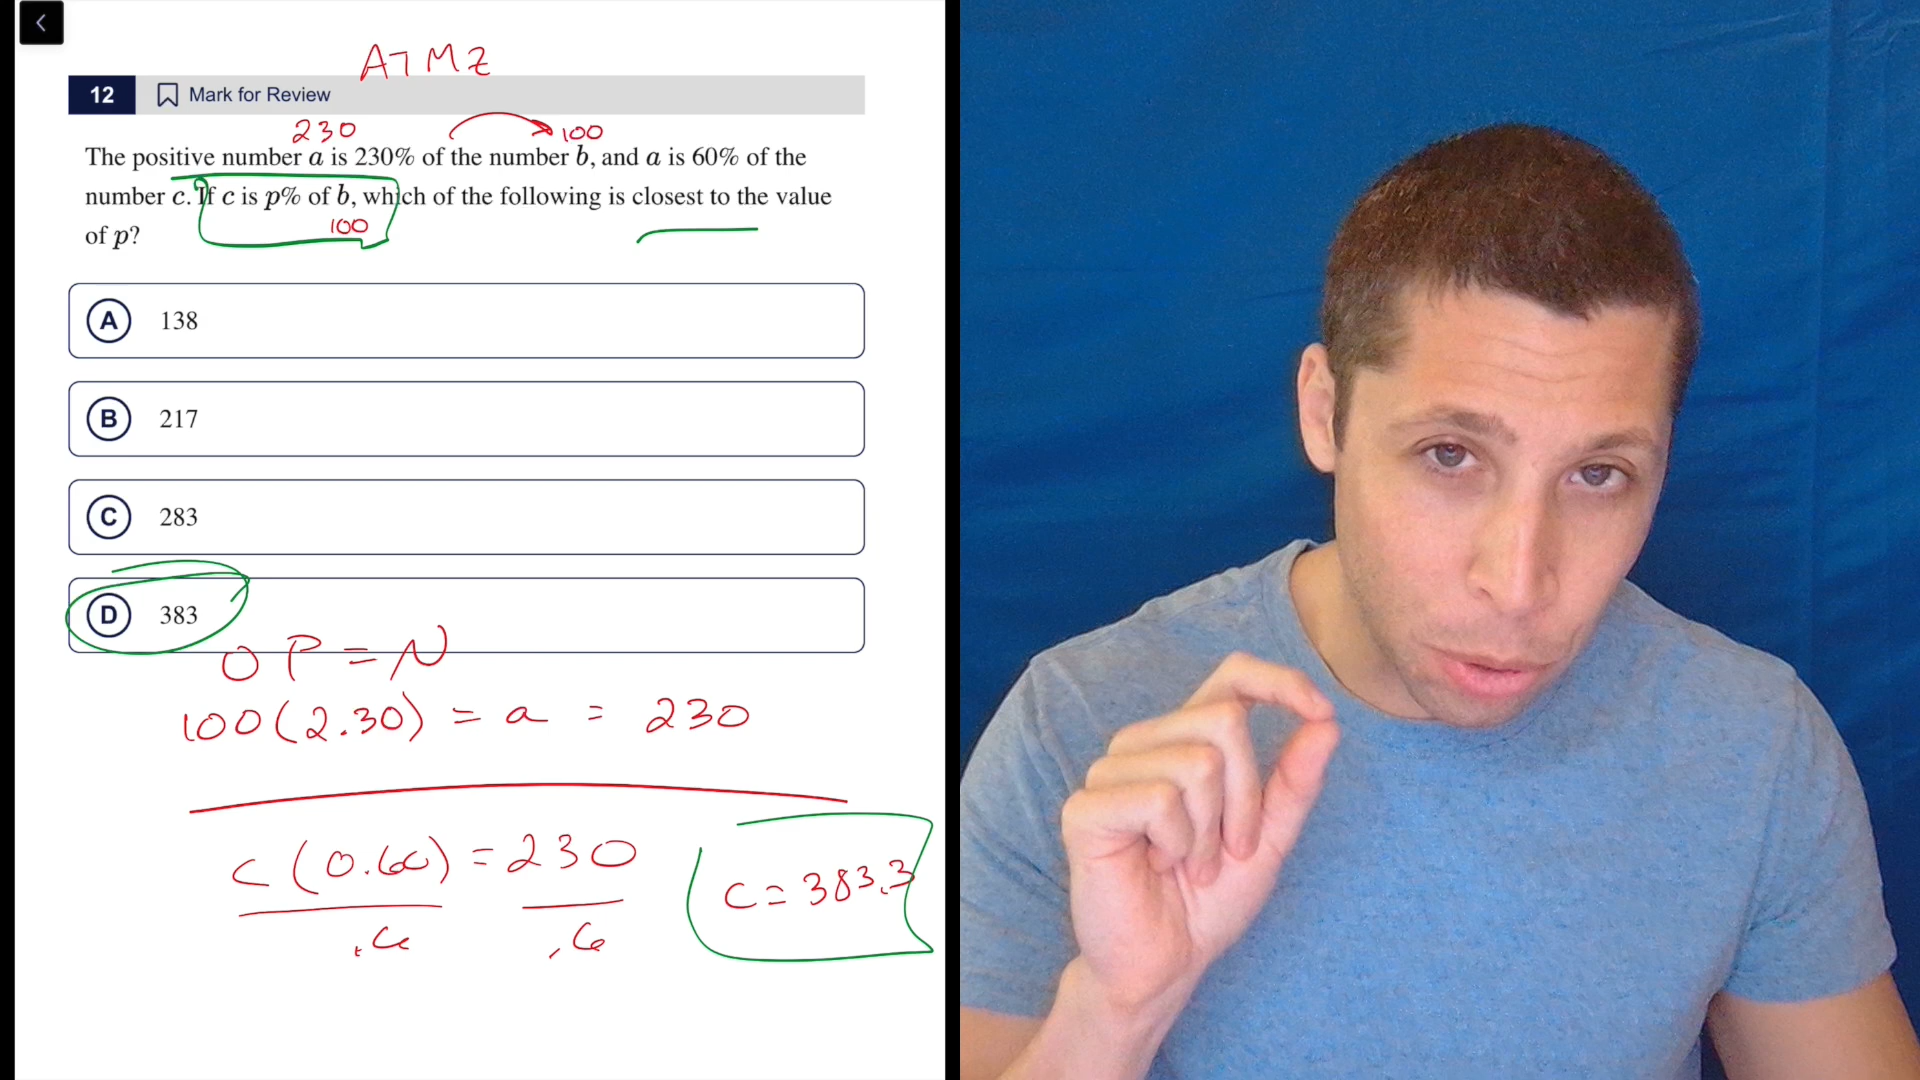 A7MZ
12 Mark for Review
230 100
The positive number a is 230% of the number b, and a is 60% of the
number c. If c is p% of b, which of the following is closest to the value
100
of p?
A 138
B 217
C 283
D 383
O P = N
100(2.30) = a = 230
c (0.60) = 230
.6 .6
C = 383.3